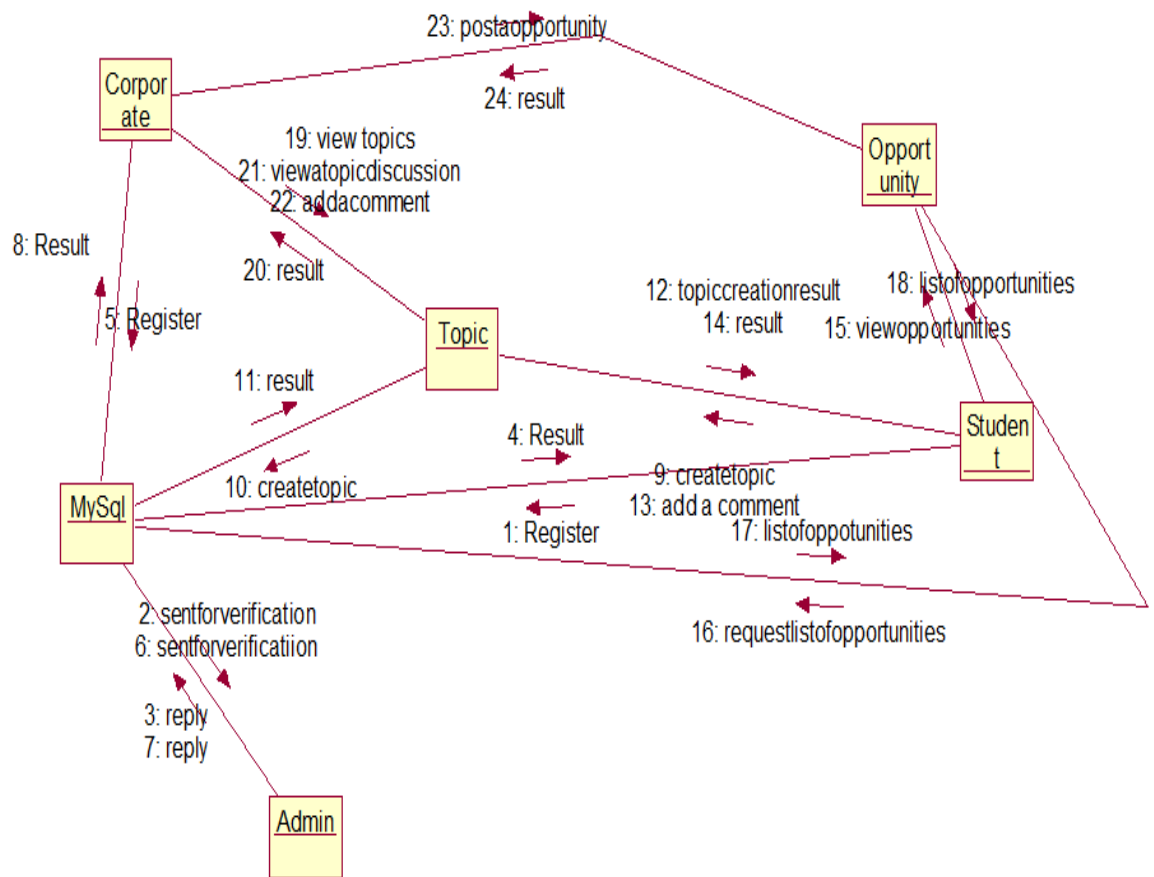 23: postaopportunity
24: result
Corpor
ate
19: view topics
21: viewatopicdiscussion
22: addacomment
20: result
Opport
unity
8: Result
5: Register
12: topiccreationresult
14: result
18: listofopportunities
15: viewopportunities
Topic
11: result
10: createtopic
4: Result
1: Register
9: createtopic
13: add a comment
Studen
t
MySql
17: listofoppotunities
16: requestlistofopportunities
2: sentforverification
6: sentforverificatiion
3: reply
7: reply
Admin